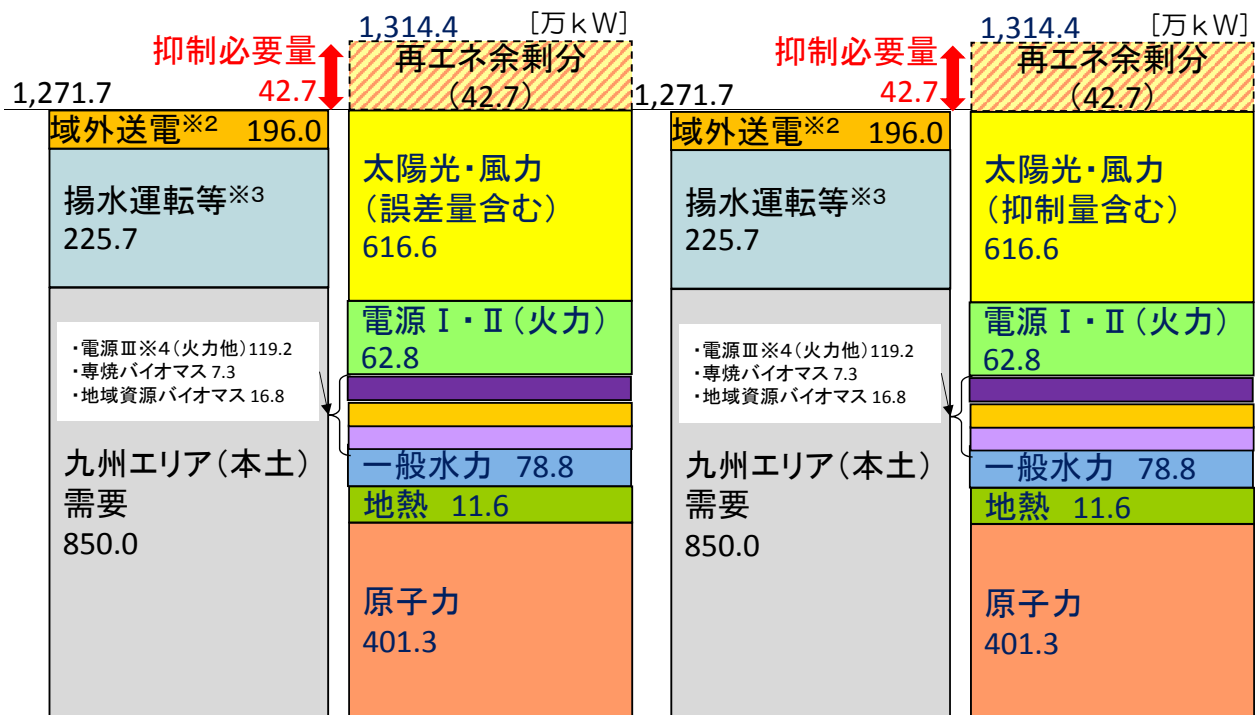 1,314.4 [万kW]
抑制必要量
42.7
再エネ余剰分
(42.7)
1,271.7
域外送電※2 196.0
揚水運転等※3
225.7
・電源Ⅲ※4(火力他)119.2
・専焼バイオマス 7.3
・地域資源バイオマス 16.8
九州エリア(本土)
需要
850.0
太陽光・風力
(誤差量含む)
616.6
電源Ⅰ・Ⅱ(火力)
62.8
一般水力 78.8
地熱 11.6
原子力
401.3
1,314.4 [万kW]
抑制必要量
42.7
再エネ余剰分
(42.7)
1,271.7
域外送電※2 196.0
揚水運転等※3
225.7
・電源Ⅲ※4(火力他)119.2
・専焼バイオマス 7.3
・地域資源バイオマス 16.8
九州エリア(本土)
需要
850.0
太陽光・風力
(抑制量含む)
616.6
電源Ⅰ・Ⅱ(火力)
62.8
一般水力 78.8
地熱 11.6
原子力
401.3